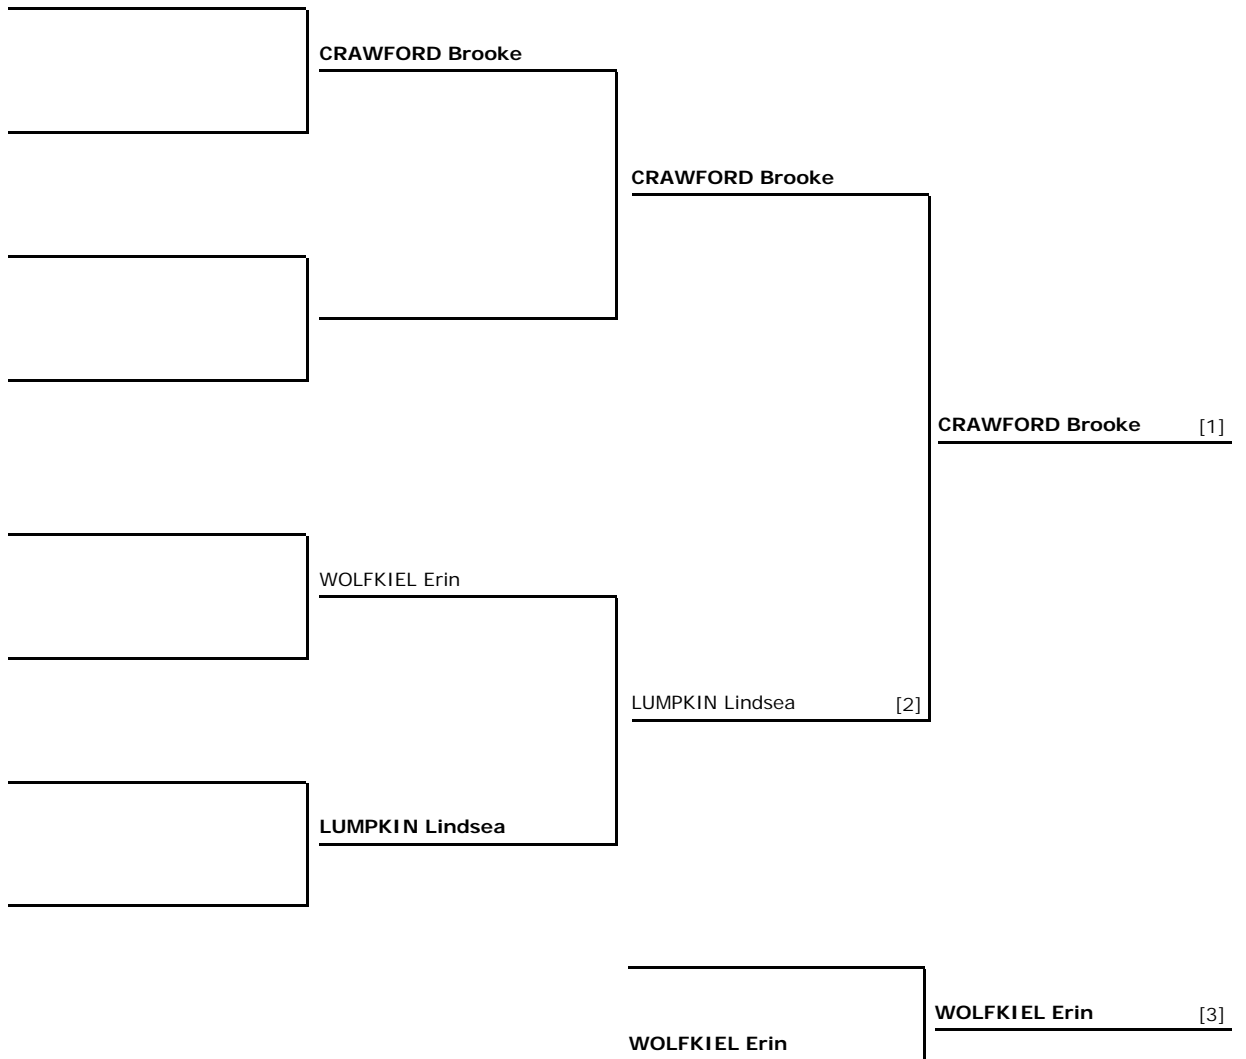 CRAWFORD Brooke
CRAWFORD Brooke
CRAWFORD Brooke [1]
WOLFKIEL Erin
LUMPKIN Lindsea [2]
LUMPKIN Lindsea
WOLFKIEL Erin [3]
WOLFKIEL Erin